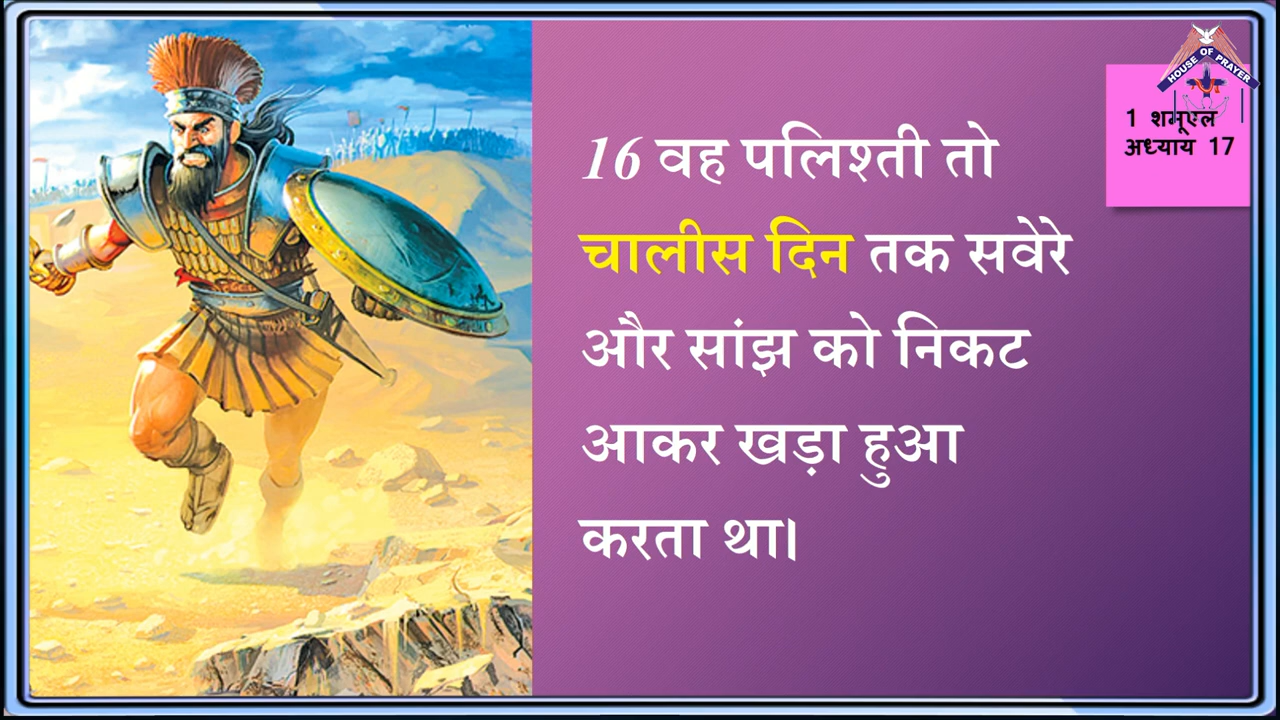 HOUSE OF PRAYER
1 शमूएल
अध्याय 17
16 वह पलिश्ती तो
चालीस दिन तक सवेरे
और सांझ को निकट
आकर खड़ा हुआ
करता था।